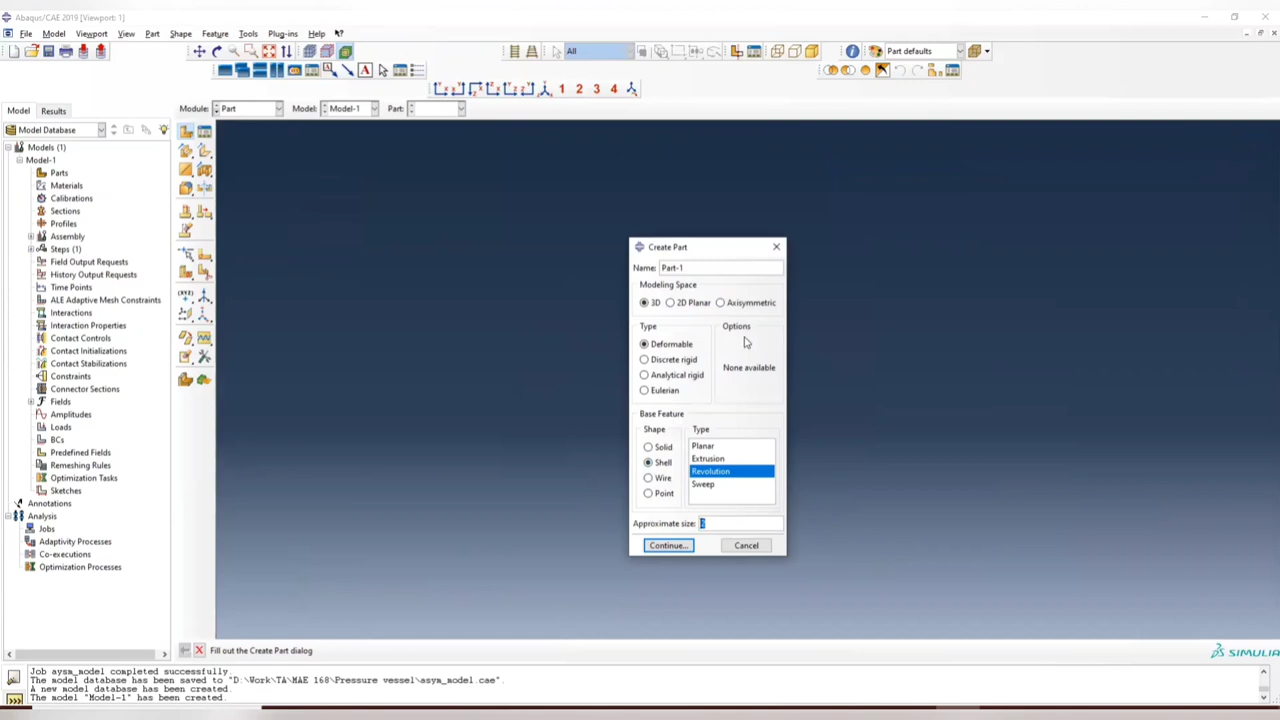 Abaqus/CAE 2019 [Viewport: 1]
File Model Viewport View Part Shape Feature Tools Plug-ins Help
All Part defaults
1 2 3 4
Model Results Module: Part Model: Model-1 Part:
Model Database
Models (1)
Model-1
Parts
Materials
Calibrations
Sections
Profiles
Assembly
Steps (1)
Field Output Requests
History Output Requests
Time Points
ALE Adaptive Mesh Constraints
Interactions
Interaction Properties
Contact Controls
Contact Initializations
Contact Stabilizations
Constraints
Connector Sections
Fields
Amplitudes
Loads
BCs
Predefined Fields
Remeshing Rules
Optimization Tasks
Sketches
Annotations
Analysis
Jobs
Adaptivity Processes
Co-executions
Optimization Processes
Create Part
Name: Part-1
Modeling Space
3D 2D Planar Axisymmetric
Type Options
Deformable
Discrete rigid
None available
Analytical rigid
Eulerian
Base Feature
Shape Type
Solid Planar
Shell Extrusion
Wire Revolution
Point Sweep
Approximate size: 2
Continue... Cancel
Fill out the Create Part dialog
SIMULIA
Job aysm_model completed successfully.
The model database has been saved to "D:\Work\TA\MAE 168\Pressure vessel\asym_model.cae".
A new model database has been created.
The model "Model-1" has been created.